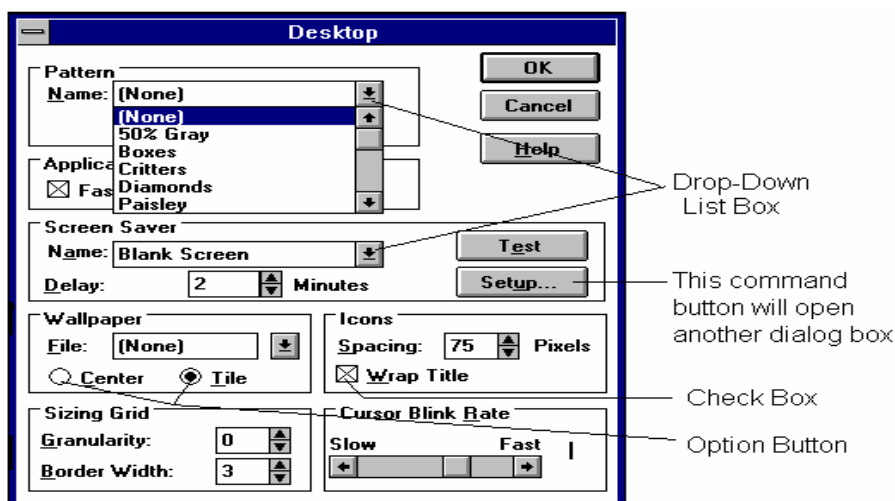 Desktop
Pattern
Name: (None)
(None)
50% Gray
Boxes
Critters
Diamonds
Paisley
OK
Cancel
Help
Applica
Fas
Screen Saver
Name: Blank Screen
Delay: 2 Minutes
Test
Setup...
Wallpaper
File: (None)
Center Tile
Icons
Spacing: 75 Pixels
Wrap Title
Sizing Grid
Granularity: 0
Border Width: 3
Cursor Blink Rate
Slow Fast
Drop-Down
List Box
This command
button will open
another dialog box
Check Box
Option Button